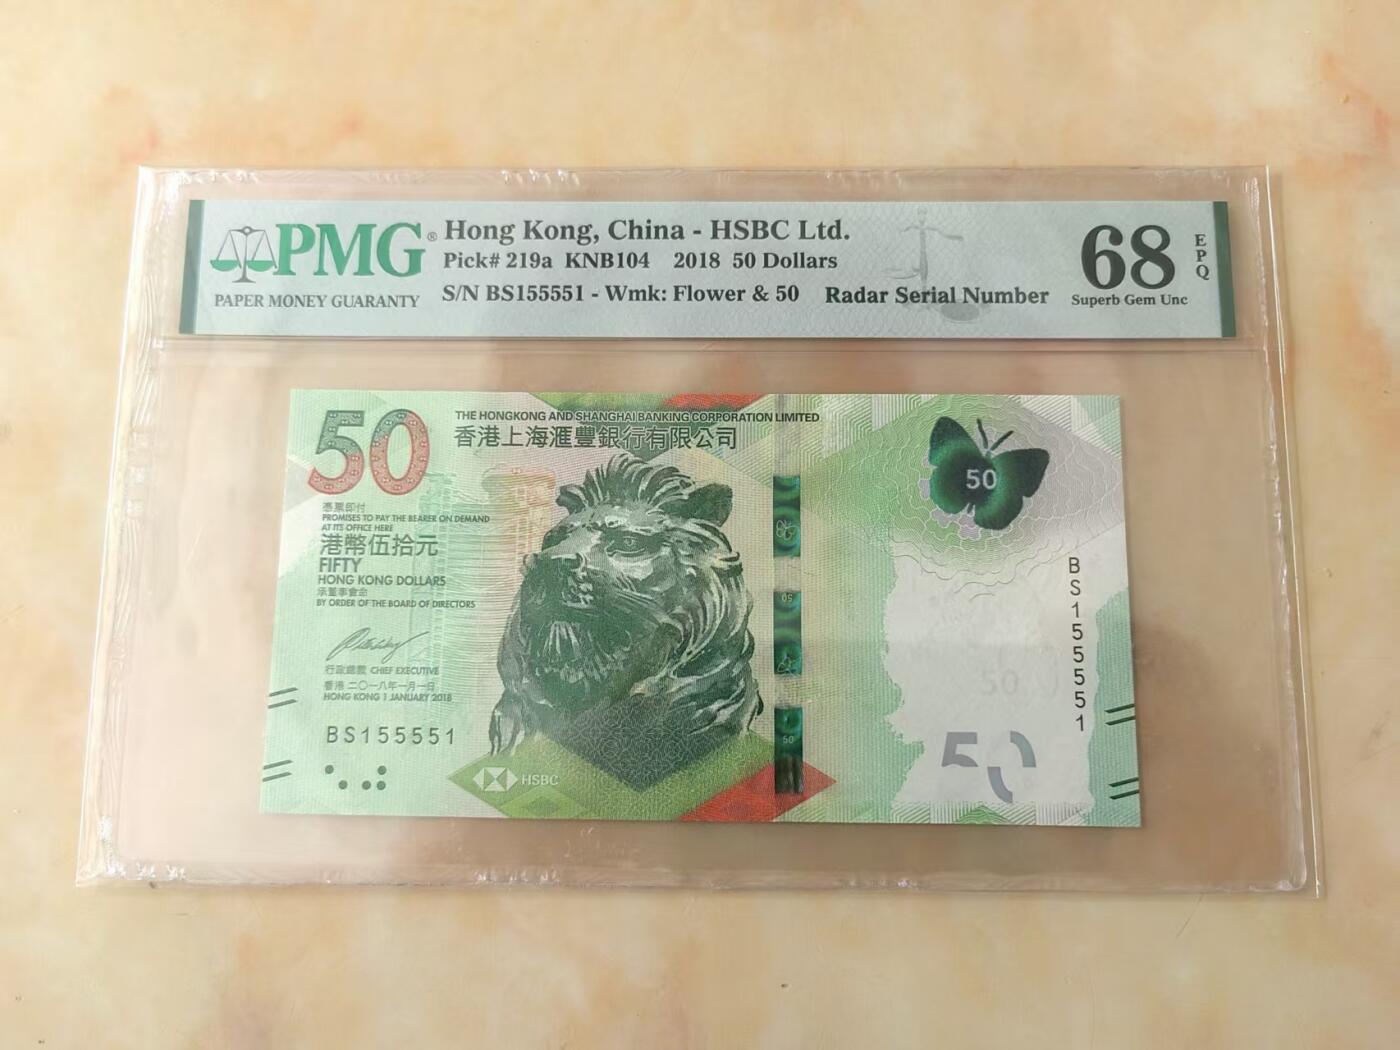 PMG®
PAPER MONEY GUARANTY
Hong Kong, China - HSBC Ltd.
Pick# 219a KNB104 2018 50 Dollars
S/N BS155551 - Wmk: Flower & 50 Radar Serial Number
68
EPQ
Superb Gem Unc
50
THE HONGKONG AND SHANGHAI BANKING CORPORATION LIMITED
香港上海滙豐銀行有限公司
憑票即付
PROMISES TO PAY THE BEARER ON DEMAND
AT ITS OFFICE HERE
港幣伍拾元
FIFTY
HONG KONG DOLLARS
承董事會命
BY ORDER OF THE BOARD OF DIRECTORS
行政總裁 CHIEF EXECUTIVE
香港 二〇一八年一月一日
HONG KONG 1 JANUARY 2018
BS155551
HSBC
50
50
50
BS155551
50
50